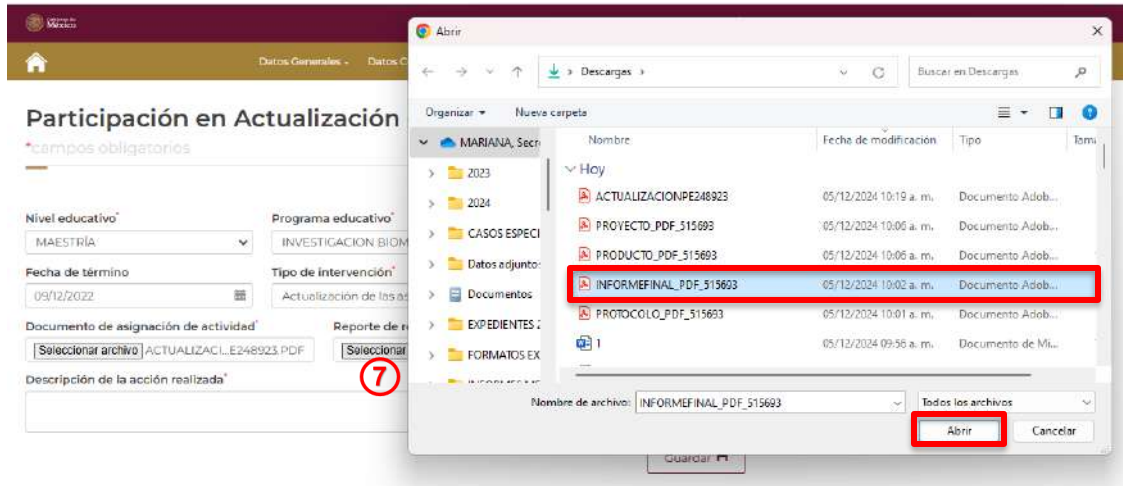 Gobierno de
México
Datos Generales
Datos C
Participación en Actualización
*campos obligatorios
Nivel educativo*
Programa educativo*
MAESTRÍA
INVESTIGACION BIOM
Fecha de término
Tipo de intervención*
09/12/2022
Actualización de las as
Documento de asignación de actividad*
Reporte de r
Seleccionar archivo ACTUALIZACI...E248923.PDF
Seleccionar
7
Descripción de la acción realizada*
Guardar
Abrir
Descargas
Buscar en Descargas
Organizar
Nueva carpeta
MARIANA, Secr
2023
2024
CASOS ESPECI
Datos adjunto
Documentos
EXPEDIENTES 2
FORMATOS EX
Nombre Fecha de modificación Tipo Tama
Hoy
ACTUALIZACIONPE248923 05/12/2024 10:19 a. m. Documento Adob...
PROYECTO_PDF_515693 05/12/2024 10:06 a. m. Documento Adob...
PRODUCTO_PDF_515693 05/12/2024 10:06 a. m. Documento Adob...
INFORMEFINAL_PDF_515693 05/12/2024 10:02 a. m. Documento Adob...
PROTOCOLO_PDF_515693 05/12/2024 10:01 a. m. Documento Adob...
1 05/12/2024 09:56 a. m. Documento de Mi...
Nombre de archivo: INFORMEFINAL_PDF_515693 Todos los archivos
Abrir Cancelar